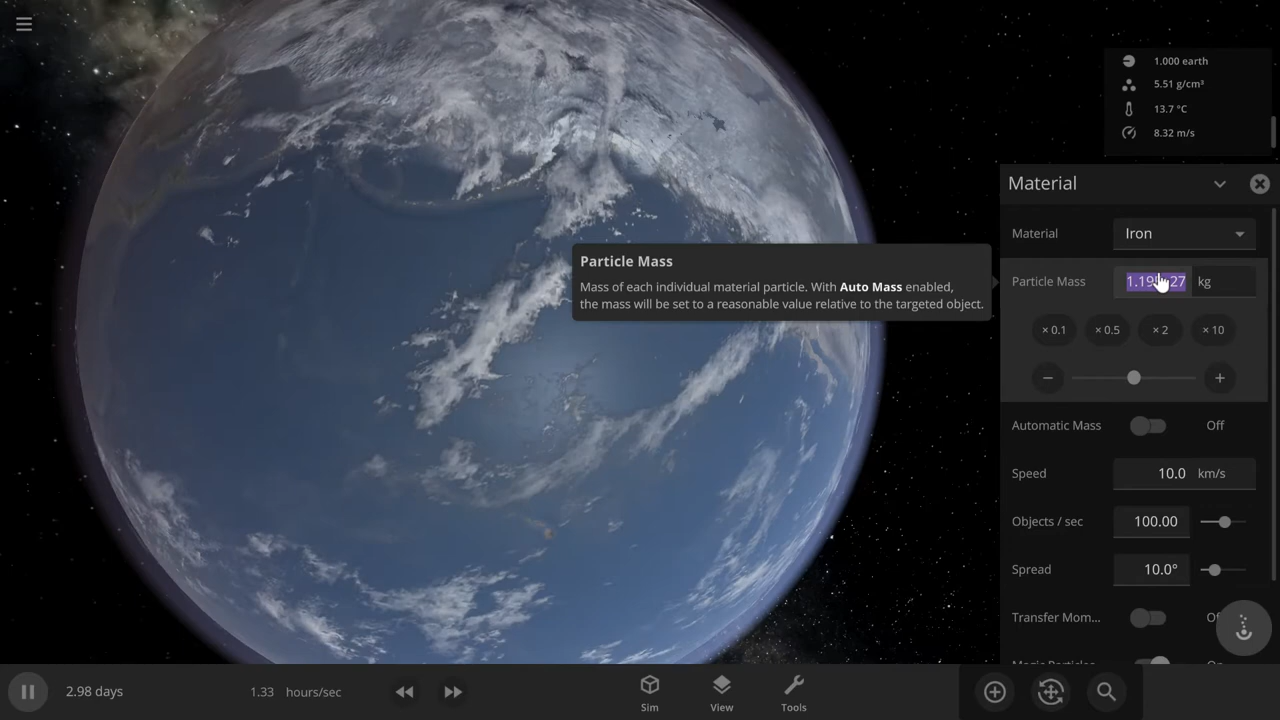 1.000 earth
5.51 g/cm³
13.7 °C
8.32 m/s
Material
Material Iron
Particle Mass
Mass of each individual material particle. With Auto Mass enabled,
the mass will be set to a reasonable value relative to the targeted object.
Particle Mass kg
× 0.1 × 0.5 × 2 × 10
Automatic Mass Off
Speed 10.0 km/s
Objects / sec 100.00
Spread 10.0°
Transfer Mom...
2.98 days 1.33 hours/sec
Sim View Tools